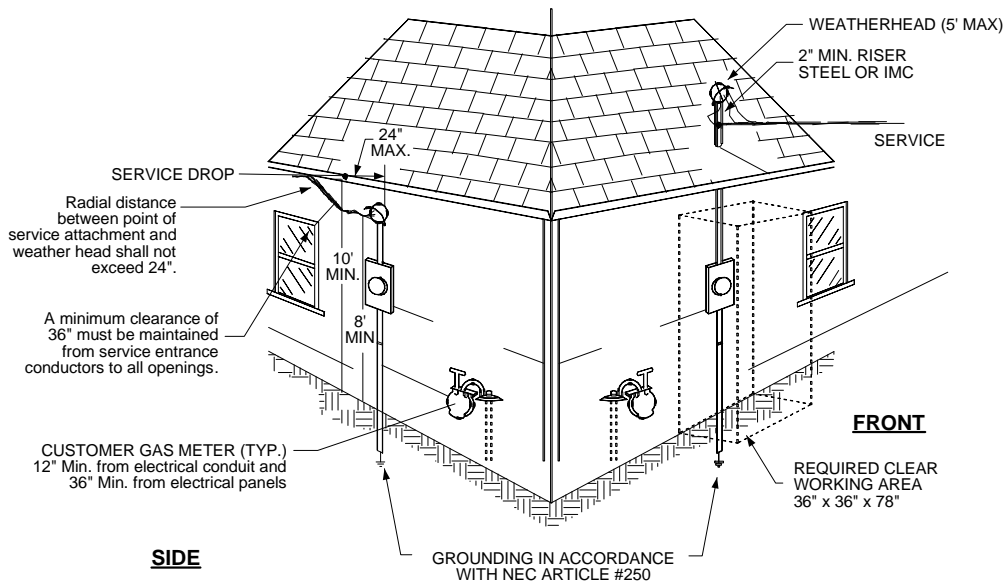 WEATHERHEAD (5' MAX)
2" MIN. RISER
STEEL OR IMC
SERVICE
24"
MAX.
SERVICE DROP
Radial distance
between point of
service attachment and
weather head shall not
exceed 24".
10'
MIN.
8'
MIN
A minimum clearance of
36" must be maintained
from service entrance
conductors to all openings.
CUSTOMER GAS METER (TYP.)
12" Min. from electrical conduit and
36" Min. from electrical panels
FRONT
REQUIRED CLEAR
WORKING AREA
36" x 36" x 78"
SIDE
GROUNDING IN ACCORDANCE
WITH NEC ARTICLE #250